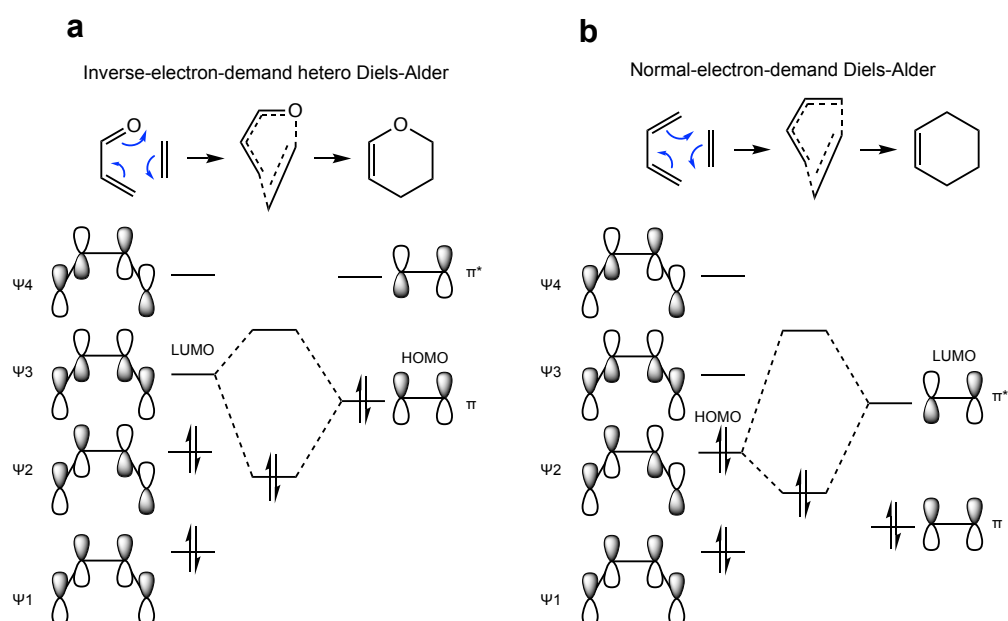 a
Inverse-electron-demand hetero Diels-Alder
O
O
O
Ψ4
π*
LUMO
HOMO
Ψ3
π
Ψ2
Ψ1
b
Normal-electron-demand Diels-Alder
Ψ4
LUMO
Ψ3
π*
HOMO
Ψ2
π
Ψ1